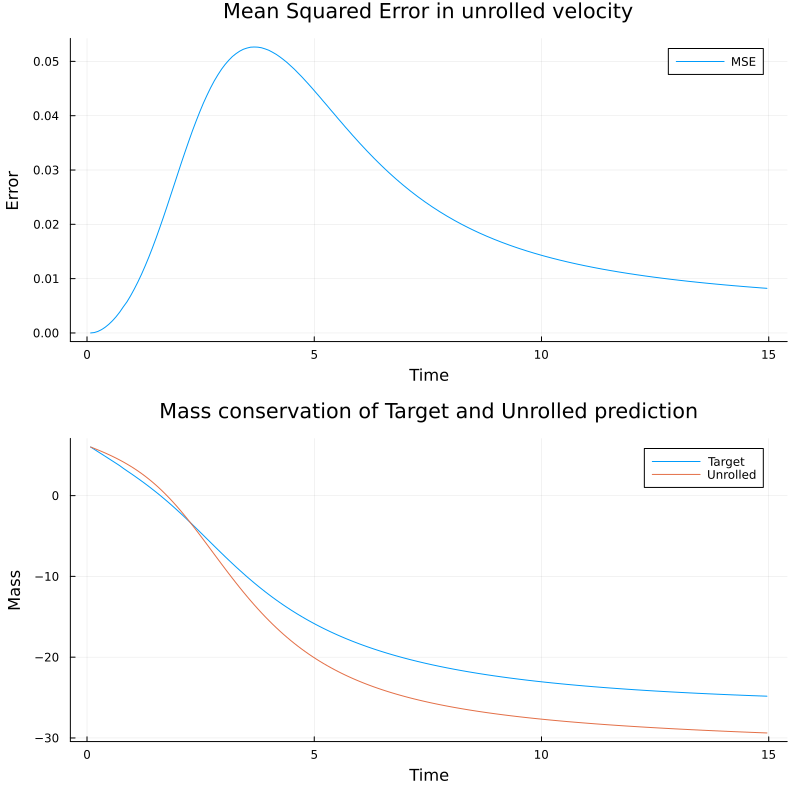 Mean Squared Error in unrolled velocity
MSE
0.05
0.04
0.03
0.02
0.01
0.00
Error
0 5 10 15
Time
Mass conservation of Target and Unrolled prediction
Target
Unrolled
0
−10
−20
−30
Mass
0 5 10 15
Time